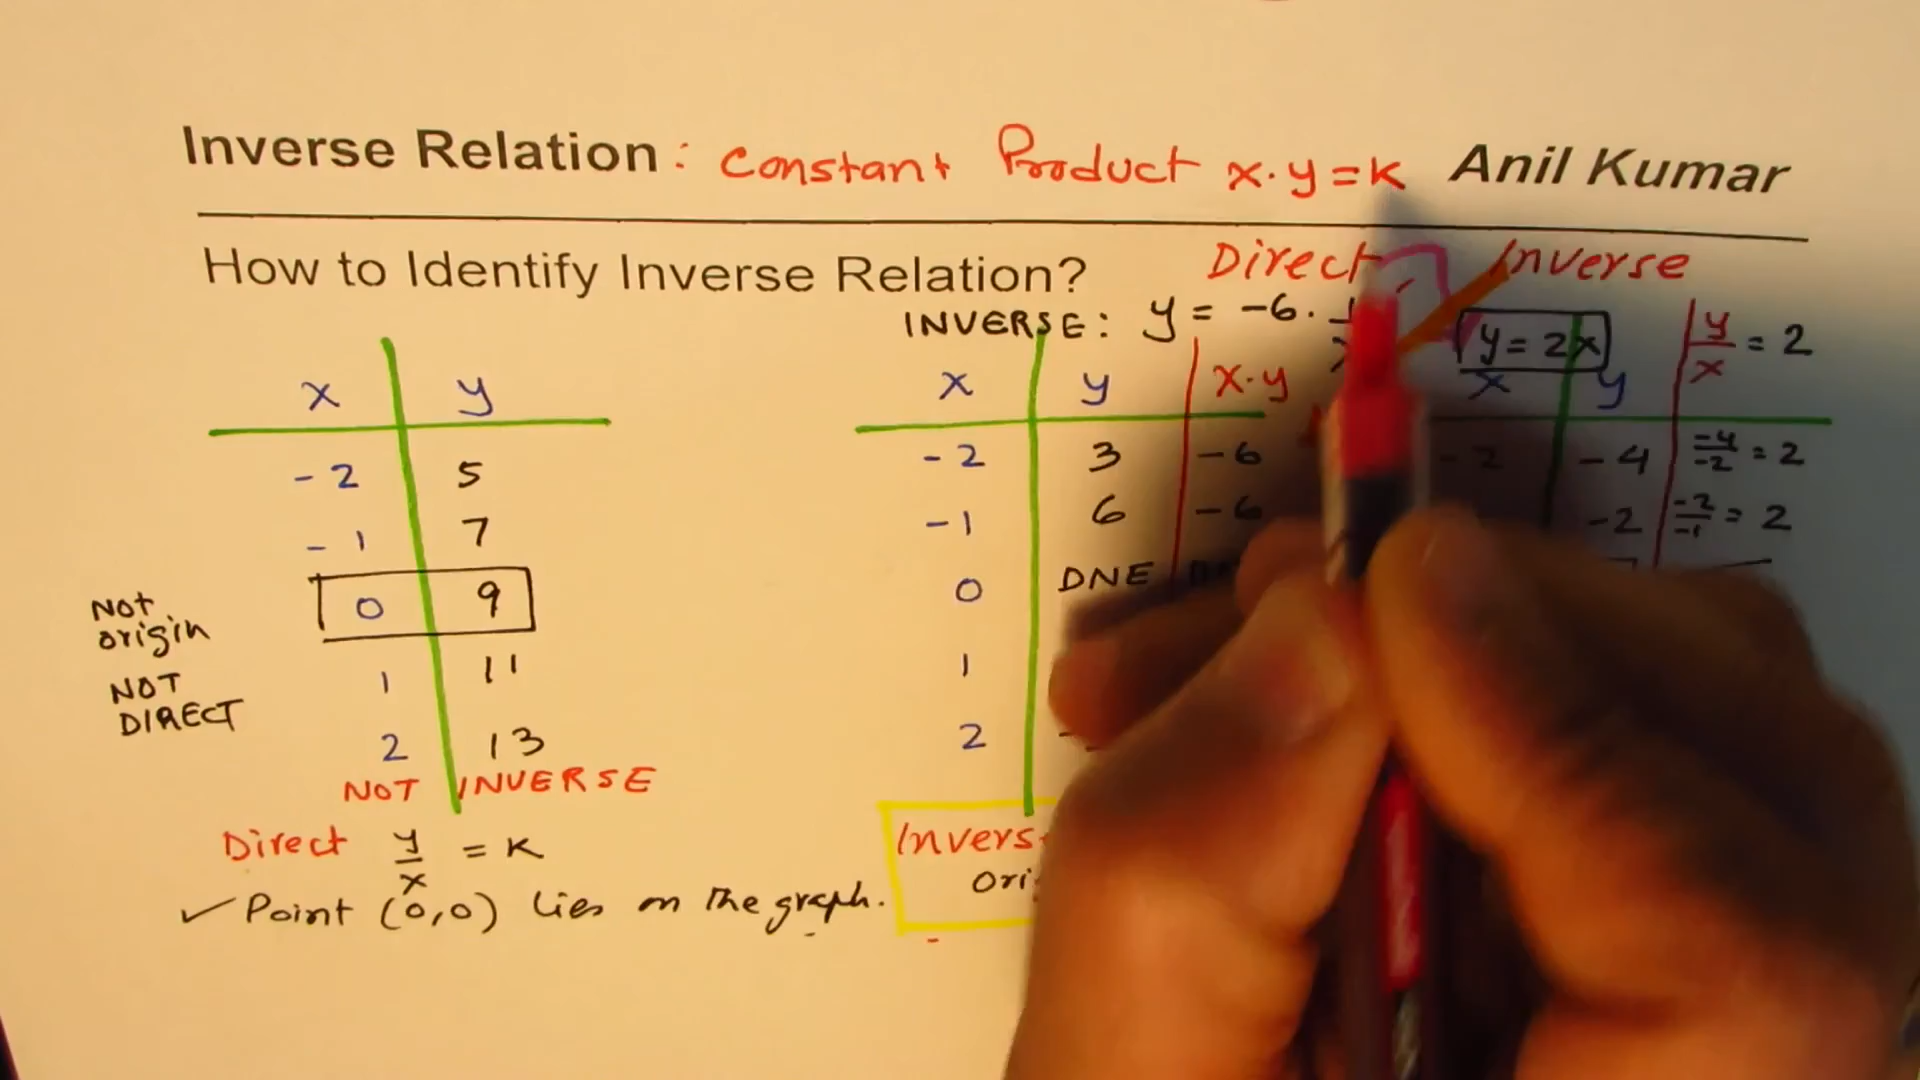 Inverse Relation : Constant Product x·y=k Anil Kumar
How to Identify Inverse Relation?
Direct Inverse
INVERSE: y = -6·
y = 2x
y/x = 2
x y
x y x·y
x y
-2 5
-1 7
0 9
1 11
2 13
-2 3 -6
-1 6 -6
0 DNE
1
2
-2 -4 -4/-2 = 2
-2 -2/-1 = 2
NOT
origin
NOT
DIRECT
NOT INVERSE
Direct y/x = K
✓ Point (0,0) lies on the graph.